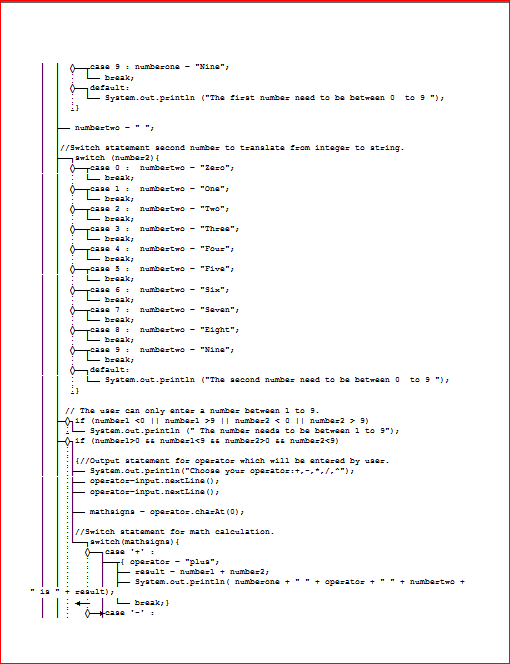 case 9 : numberone = "Nine";
break;
default:
System.out.println ("The first number need to be between 0  to 9 ");
}
numbertwo = " ";
//Switch statement second number to translate from integer to string.
switch (number2){
case 0 :  numbertwo = "Zero";
break;
case 1 :  numbertwo = "One";
break;
case 2 :  numbertwo = "Two";
break;
case 3 :  numbertwo = "Three";
break;
case 4 :  numbertwo = "Four";
break;
case 5 :  numbertwo = "Five";
break;
case 6 :  numbertwo = "Six";
break;
case 7 :  numbertwo = "Seven";
break;
case 8 :  numbertwo = "Eight";
break;
case 9 :  numbertwo = "Nine";
break;
default:
System.out.println ("The second number need to be between 0  to 9 ");
}
// The user can only enter a number between 1 to 9.
if (number1 <0 || number1 >9 || number2 < 0 || number2 > 9)
System.out.println (" The number needs to be between 1 to 9");
if (number1>0 && number1<9 && number2>0 && number2<9)
{//Output statement for operator which will be entered by user.
System.out.println("Choose your operator:+,-,*,/,^");
operator=input.nextLine();
operator=input.nextLine();
mathsign = operator.charAt(0);
//Switch statement for math calculation.
switch(mathsign){
case '+' :
{ operator = "plus";
result = number1 + number2;
System.out.println( numberone + " " + operator + " " + numbertwo +
" is " + result);
break;}
case '-' :